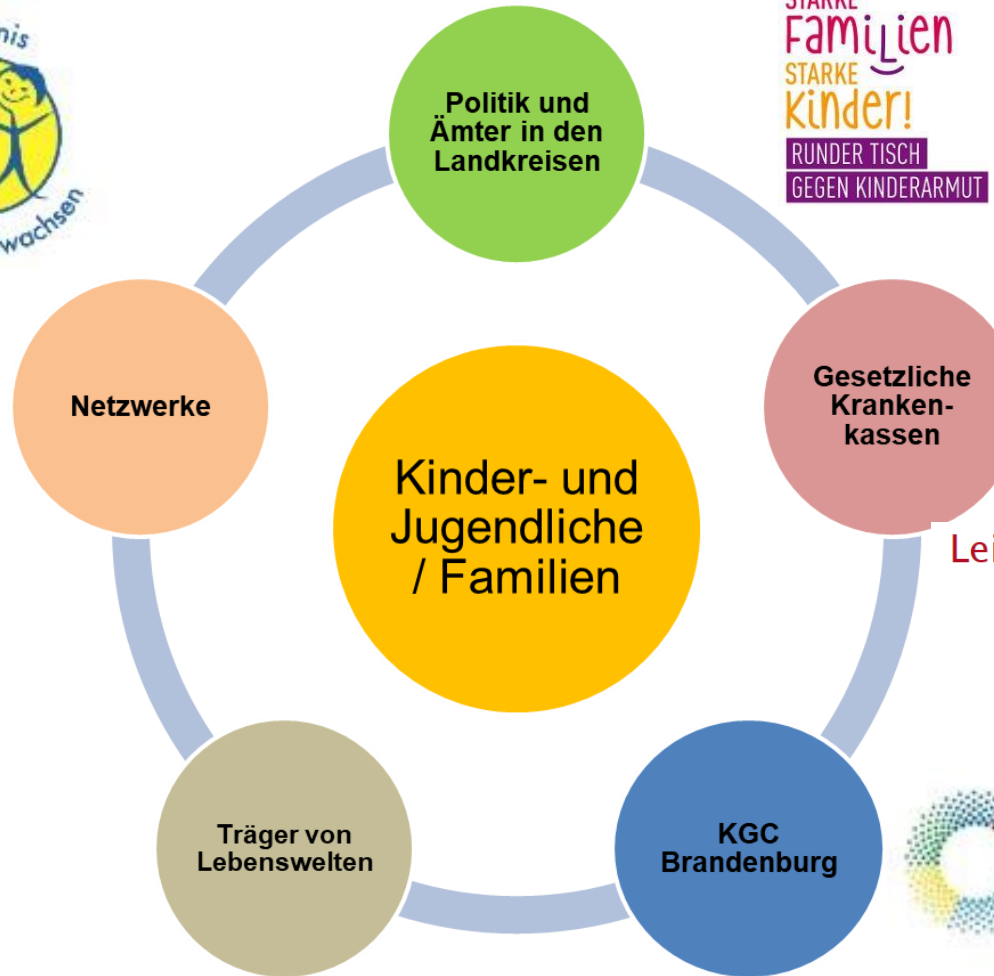 STARKE
Familien
STARKE
Kinder!
RUNDER TISCH
GEGEN KINDERARMUT
Politik und
Ämter in den
Landkreisen
Netzwerke
Gesetzliche
Kranken-
kassen
Kinder- und
Jugendliche
/ Familien
Träger von
Lebenswelten
KGC
Brandenburg